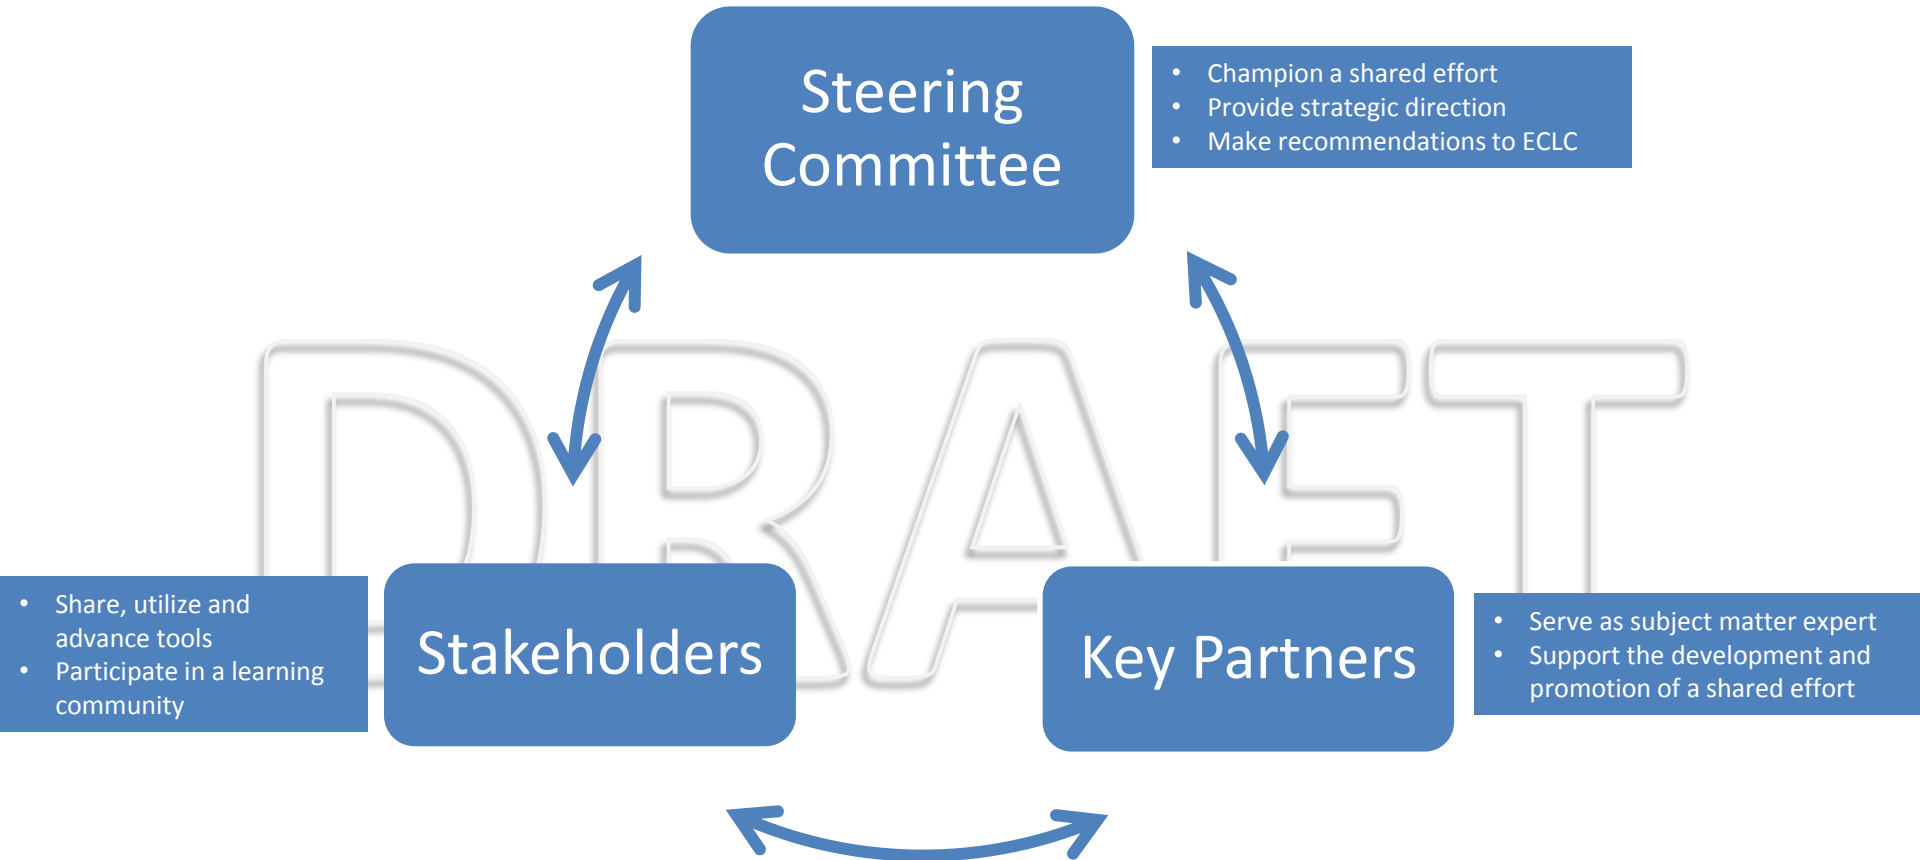 Steering
Committee
• Champion a shared effort
• Provide strategic direction
• Make recommendations to ECLC
DRAFT
• Share, utilize and
advance tools
• Participate in a learning
community
Stakeholders
Key Partners
• Serve as subject matter expert
• Support the development and
promotion of a shared effort